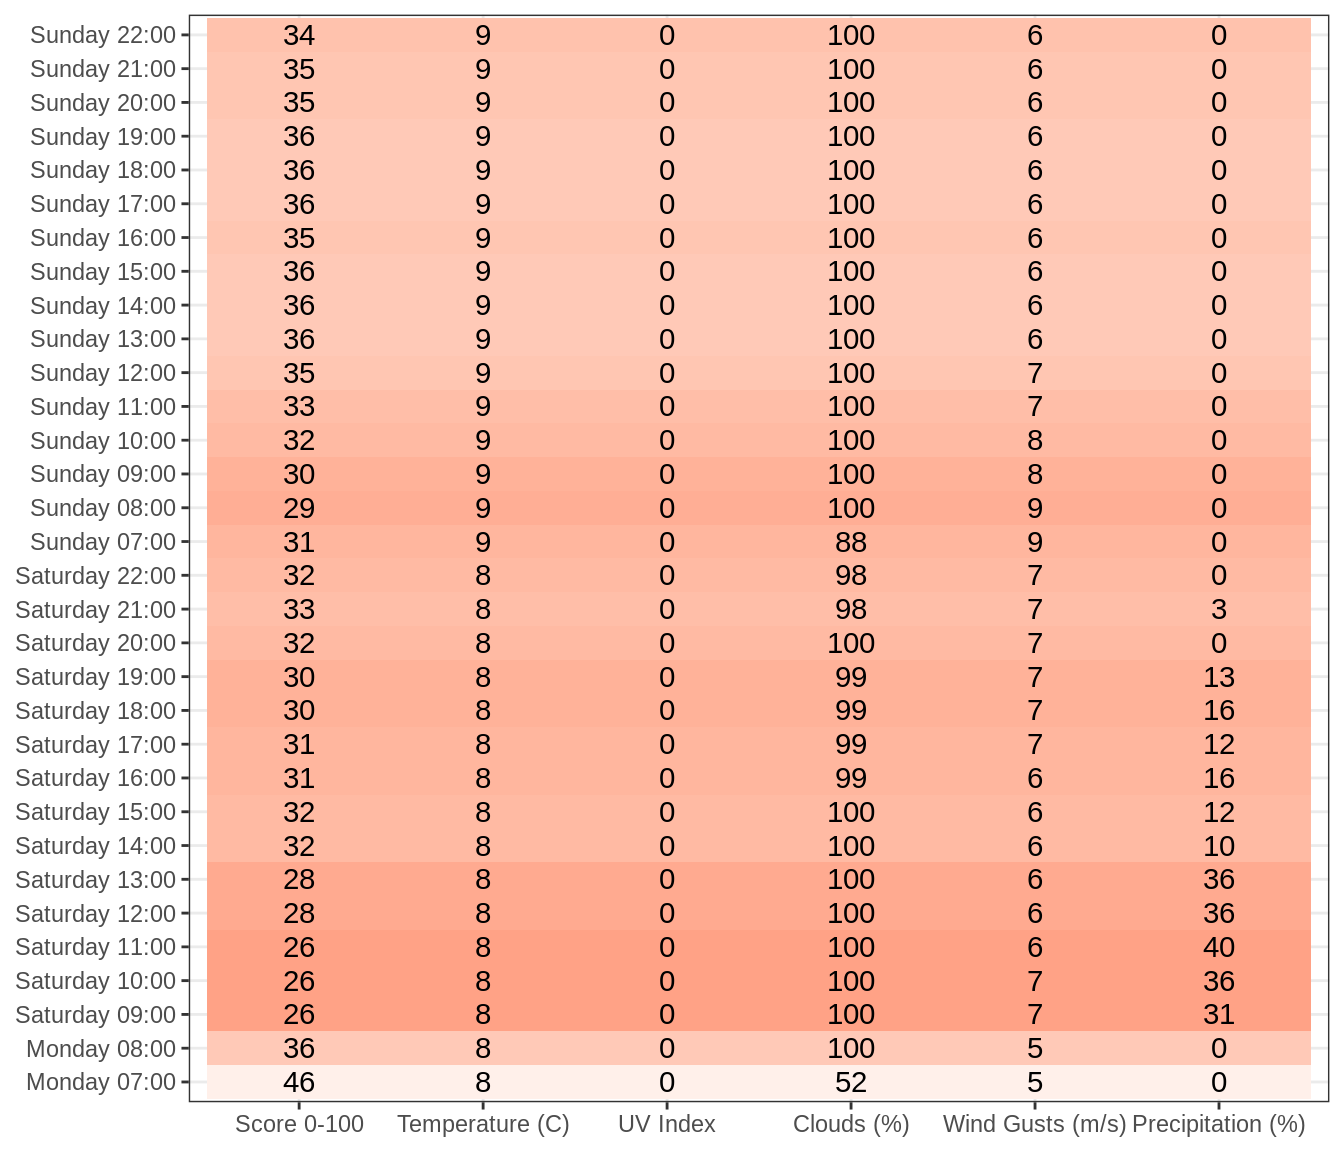 Sunday 22:00 34 9 0 100 6 0
Sunday 21:00 35 9 0 100 6 0
Sunday 20:00 35 9 0 100 6 0
Sunday 19:00 36 9 0 100 6 0
Sunday 18:00 36 9 0 100 6 0
Sunday 17:00 36 9 0 100 6 0
Sunday 16:00 35 9 0 100 6 0
Sunday 15:00 36 9 0 100 6 0
Sunday 14:00 36 9 0 100 6 0
Sunday 13:00 36 9 0 100 6 0
Sunday 12:00 35 9 0 100 7 0
Sunday 11:00 33 9 0 100 7 0
Sunday 10:00 32 9 0 100 8 0
Sunday 09:00 30 9 0 100 8 0
Sunday 08:00 29 9 0 100 9 0
Sunday 07:00 31 9 0 88 9 0
Saturday 22:00 32 8 0 98 7 0
Saturday 21:00 33 8 0 98 7 3
Saturday 20:00 32 8 0 100 7 0
Saturday 19:00 30 8 0 99 7 13
Saturday 18:00 30 8 0 99 7 16
Saturday 17:00 31 8 0 99 7 12
Saturday 16:00 31 8 0 99 6 16
Saturday 15:00 32 8 0 100 6 12
Saturday 14:00 32 8 0 100 6 10
Saturday 13:00 28 8 0 100 6 36
Saturday 12:00 28 8 0 100 6 36
Saturday 11:00 26 8 0 100 6 40
Saturday 10:00 26 8 0 100 7 36
Saturday 09:00 26 8 0 100 7 31
Monday 08:00 36 8 0 100 5 0
Monday 07:00 46 8 0 52 5 0
Score 0-100 Temperature (C) UV Index Clouds (%) Wind Gusts (m/s) Precipitation (%)